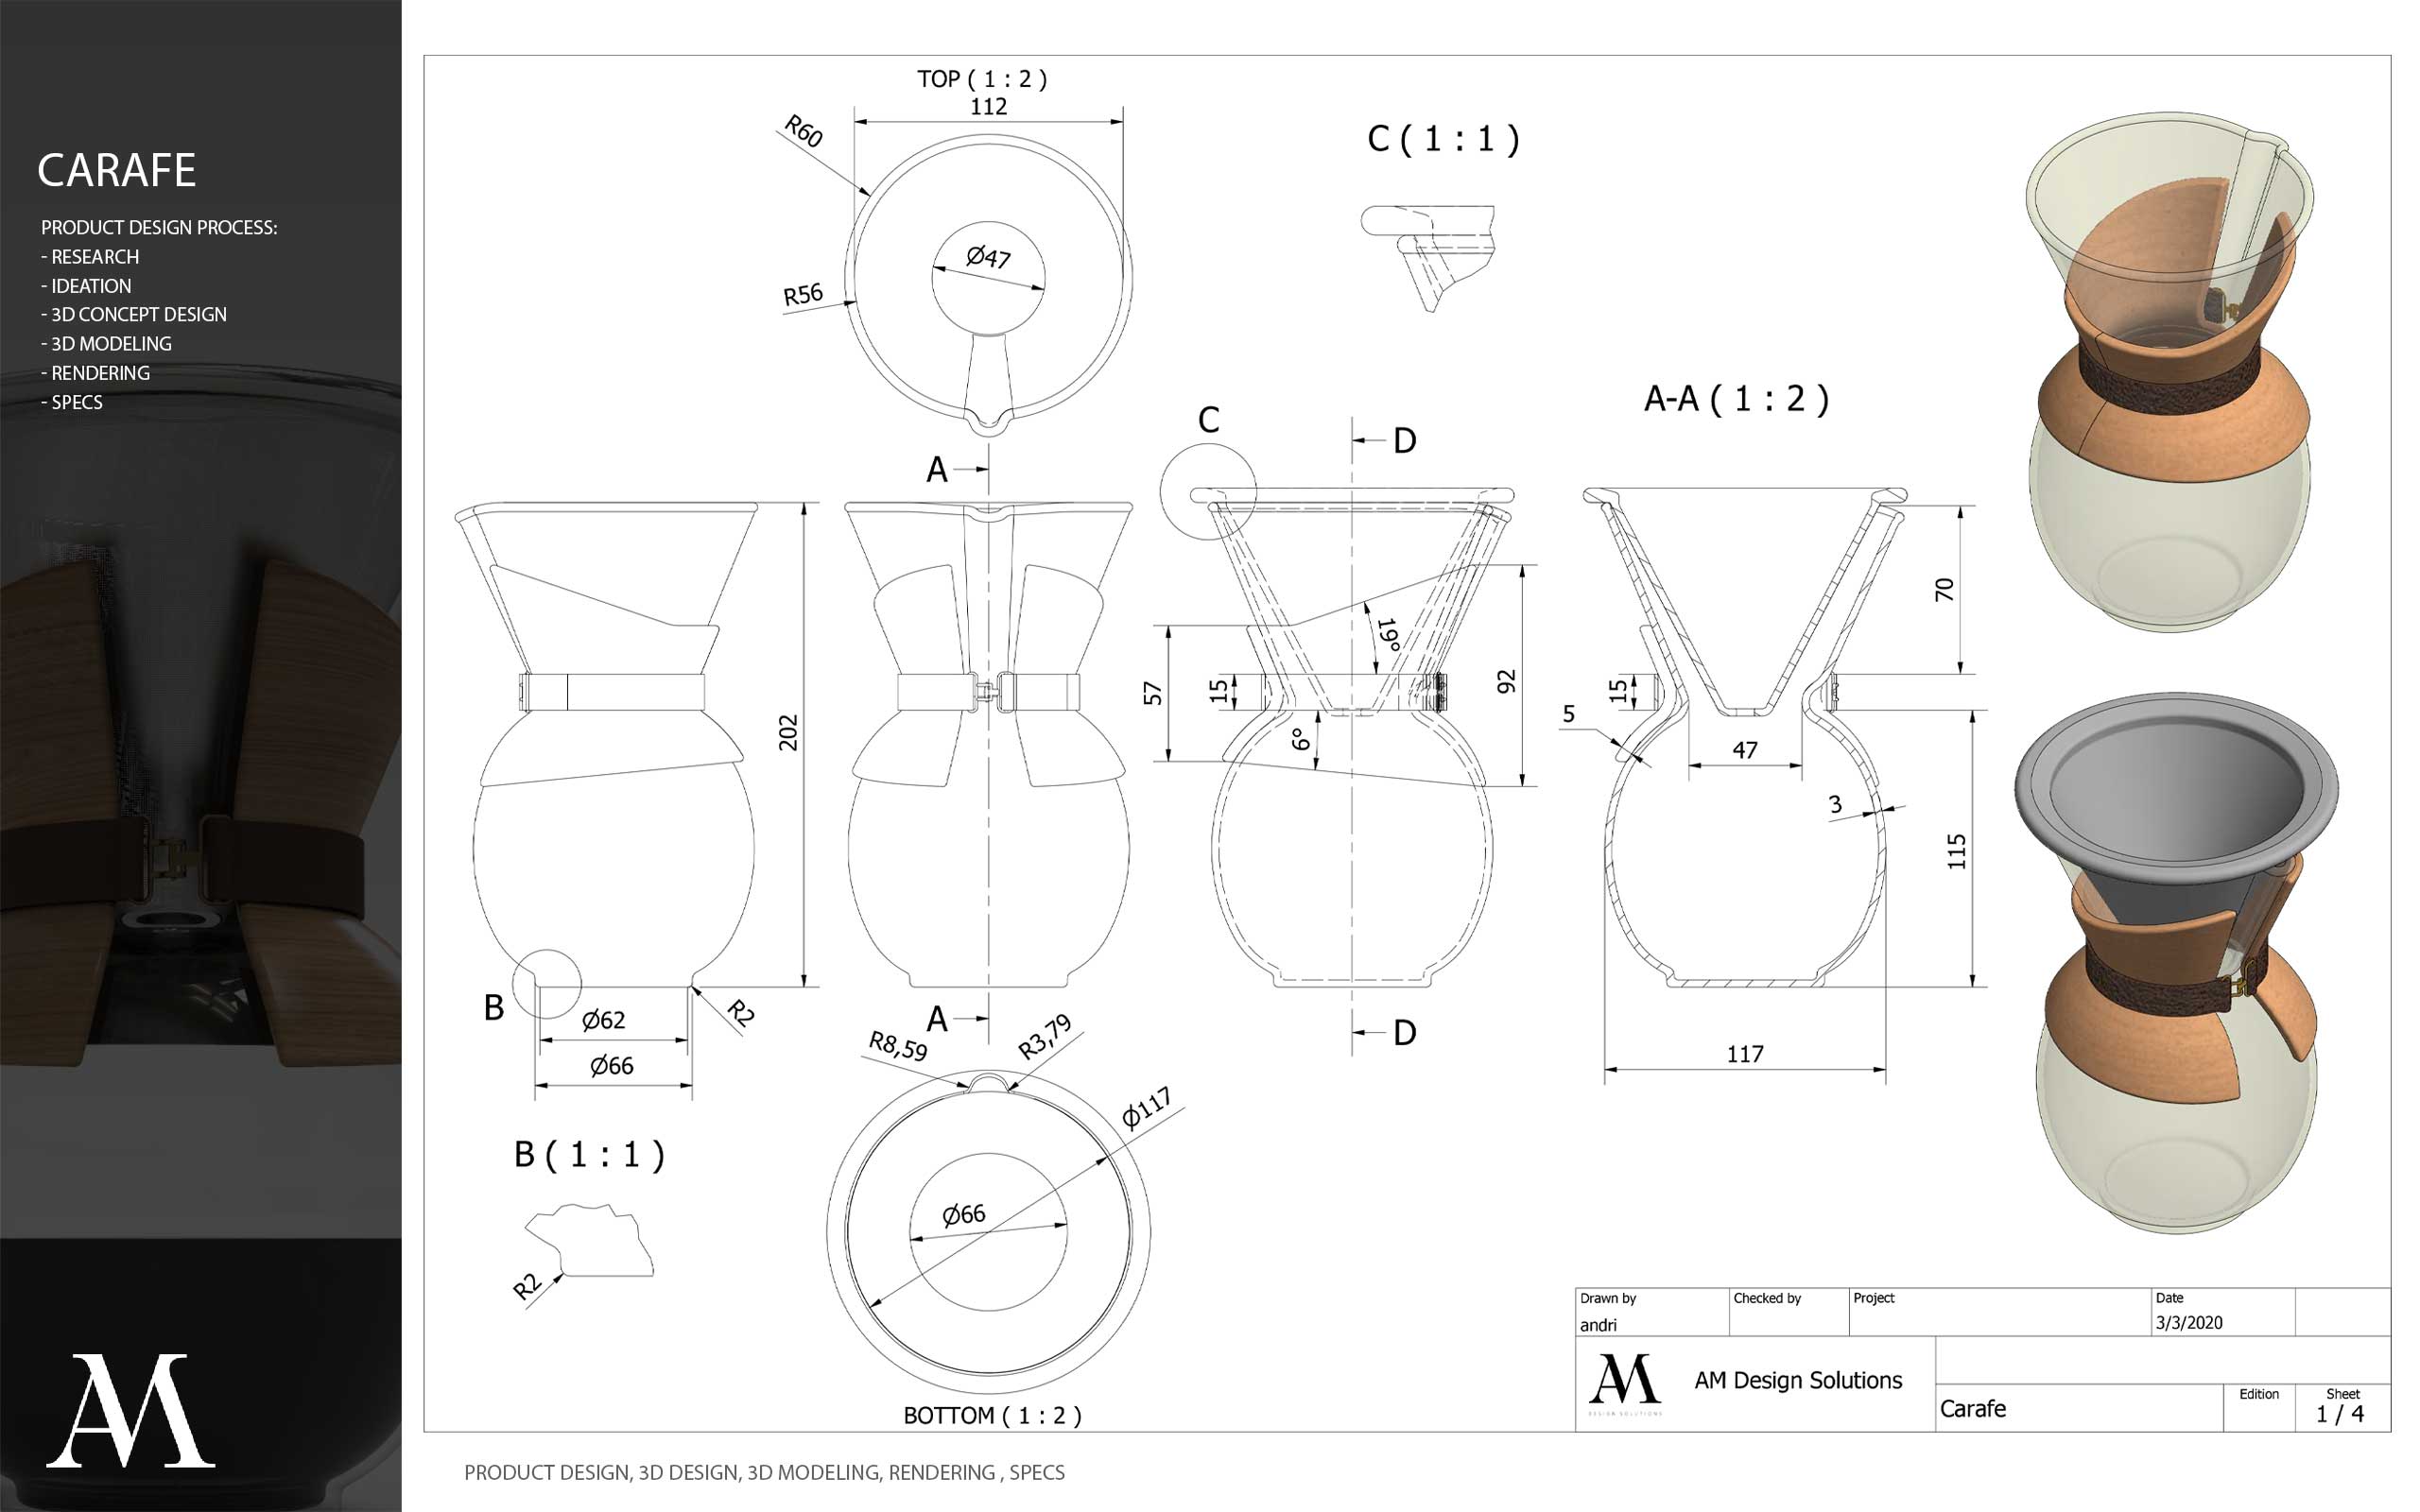 CARAFE
PRODUCT DESIGN PROCESS:
- RESEARCH
- IDEATION
- 3D CONCEPT DESIGN
- 3D MODELING
- RENDERING
- SPECS
AM
TOP ( 1 : 2 )
112
R60
Ø47
R56
C ( 1 : 1 )
A-A ( 1 : 2 )
C
D
A
202
19°
57
15
92
6°
15
5
47
70
3
115
117
B
Ø62
Ø66
R2
A
D
R8,59
R3,79
Ø117
Ø66
B ( 1 : 1 )
R2
BOTTOM ( 1 : 2 )
Drawn by
andri
Checked by
Project
Date
3/3/2020
AM
DESIGN SOLUTIONS
AM Design Solutions
Carafe
Edition
Sheet
1 / 4
PRODUCT DESIGN, 3D DESIGN, 3D MODELING, RENDERING , SPECS